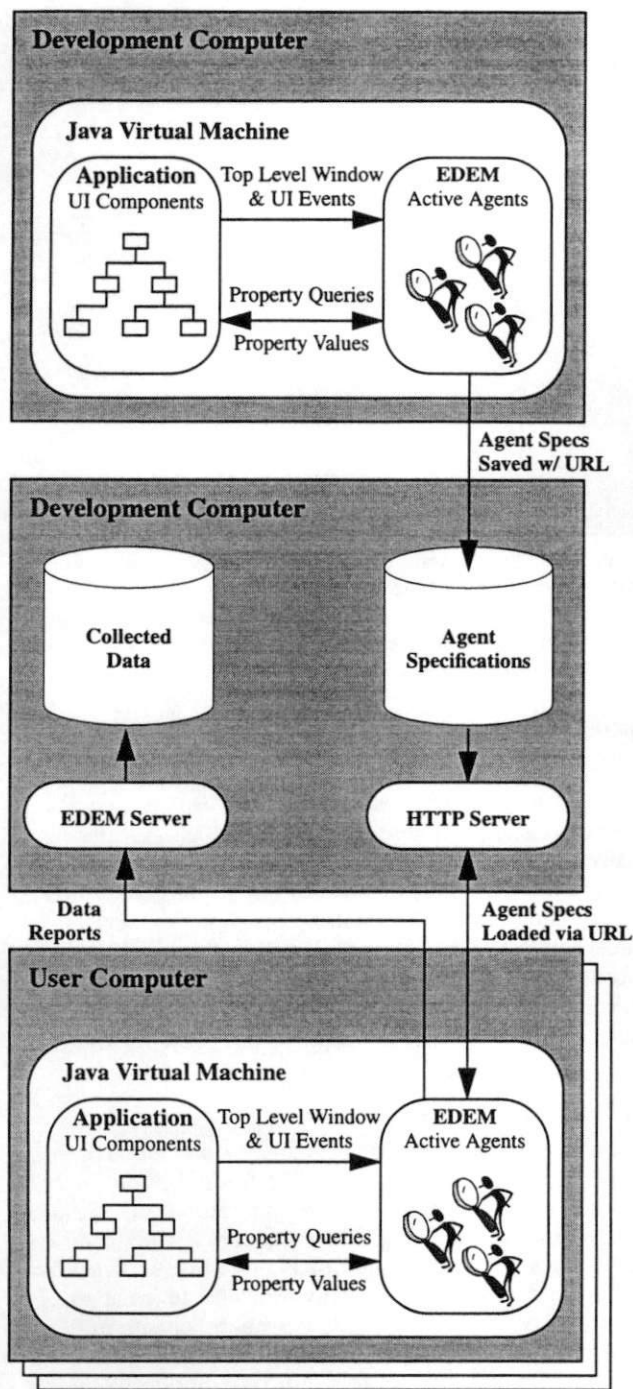 Development Computer
Java Virtual Machine
Application
UI Components
Top Level Window
& UI Events
EDEM
Active Agents
Property Queries
Property Values
Agent Specs
Saved w/ URL
Development Computer
Collected
Data
Agent
Specifications
EDEM Server
HTTP Server
Data
Reports
Agent Specs
Loaded via URL
User Computer
Java Virtual Machine
Application
UI Components
Top Level Window
& UI Events
EDEM
Active Agents
Property Queries
Property Values